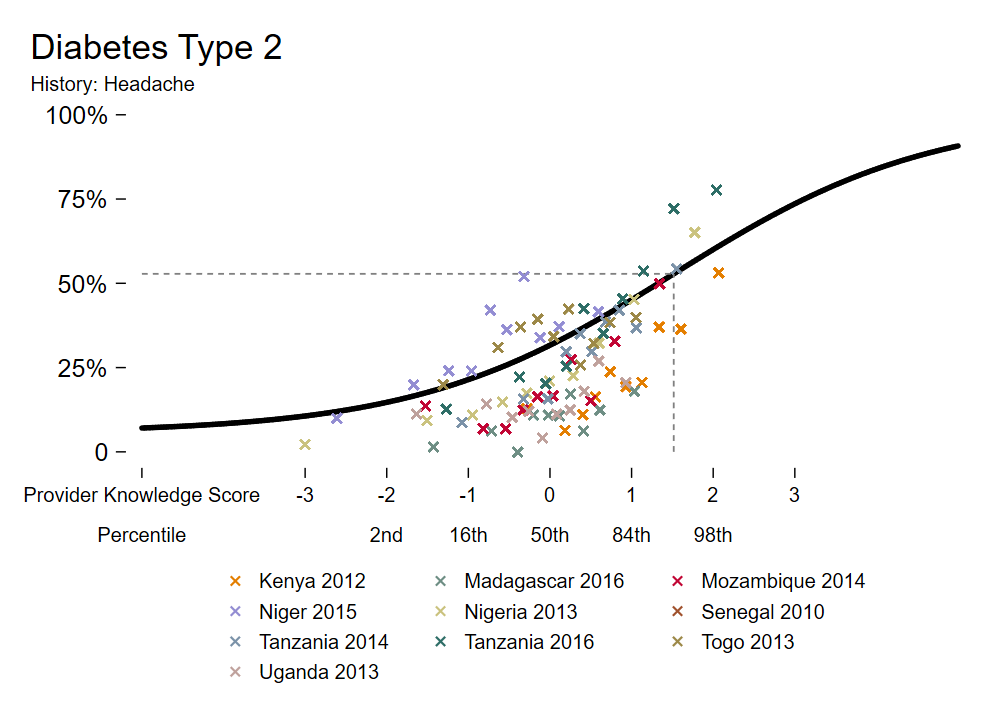 Diabetes Type 2
History: Headache
100%
75%
50%
25%
0
Provider Knowledge Score -3 -2 -1 0 1 2 3
Percentile 2nd 16th 50th 84th 98th
Kenya 2012 Madagascar 2016 Mozambique 2014
Niger 2015 Nigeria 2013 Senegal 2010
Tanzania 2014 Tanzania 2016 Togo 2013
Uganda 2013